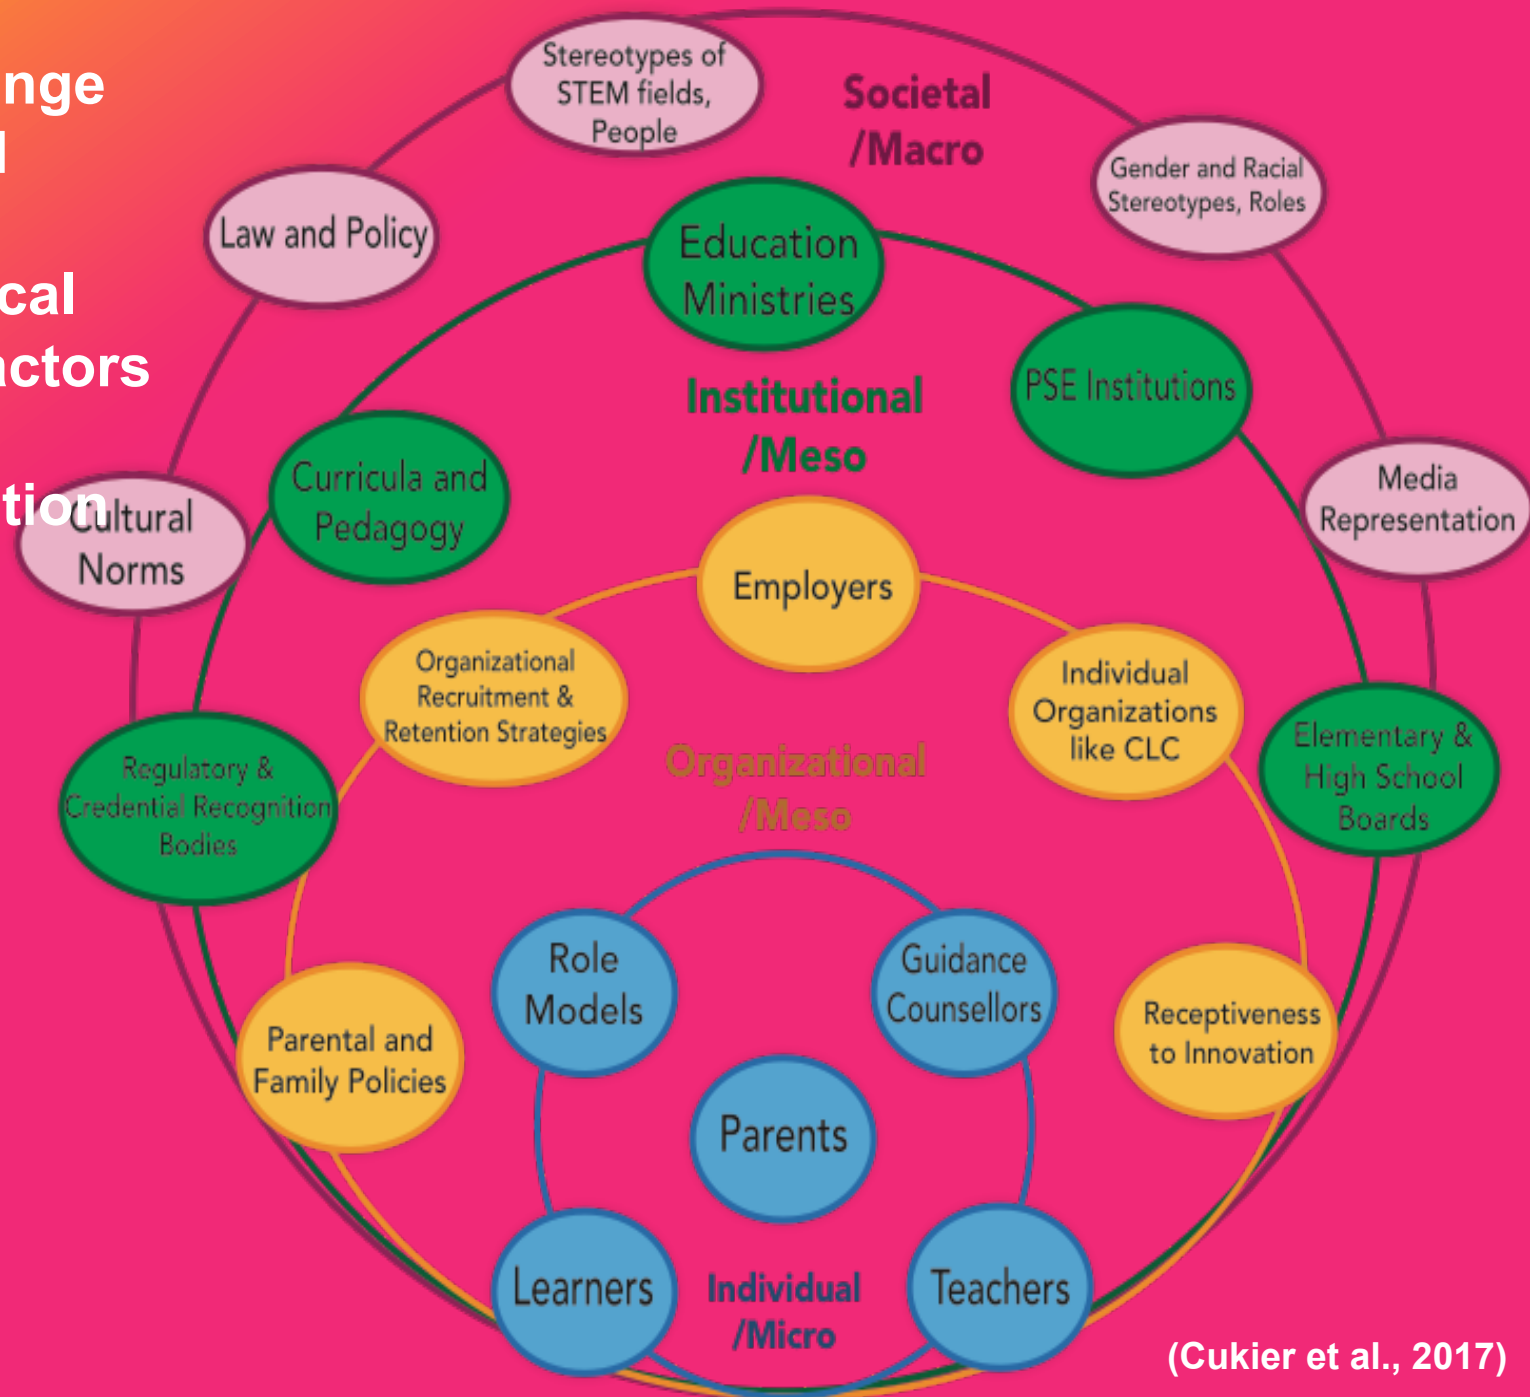 nge
l
cal
actors
tion
Stereotypes of
STEM fields,
People
Societal
/Macro
Gender and Racial
Stereotypes, Roles
Law and Policy
Education
Ministries
PSE Institutions
Institutional
/Meso
Curricula and
Pedagogy
Media
Representation
Cultural
Norms
Employers
Organizational
Recruitment &
Retention Strategies
Individual
Organizations
like CLC
Organizational
/Meso
Regulatory &
Credential Recognition
Bodies
Elementary &
High School
Boards
Role
Models
Guidance
Counsellors
Parental and
Family Policies
Receptiveness
to Innovation
Parents
Learners
Individual
/Micro
Teachers
(Cukier et al., 2017)